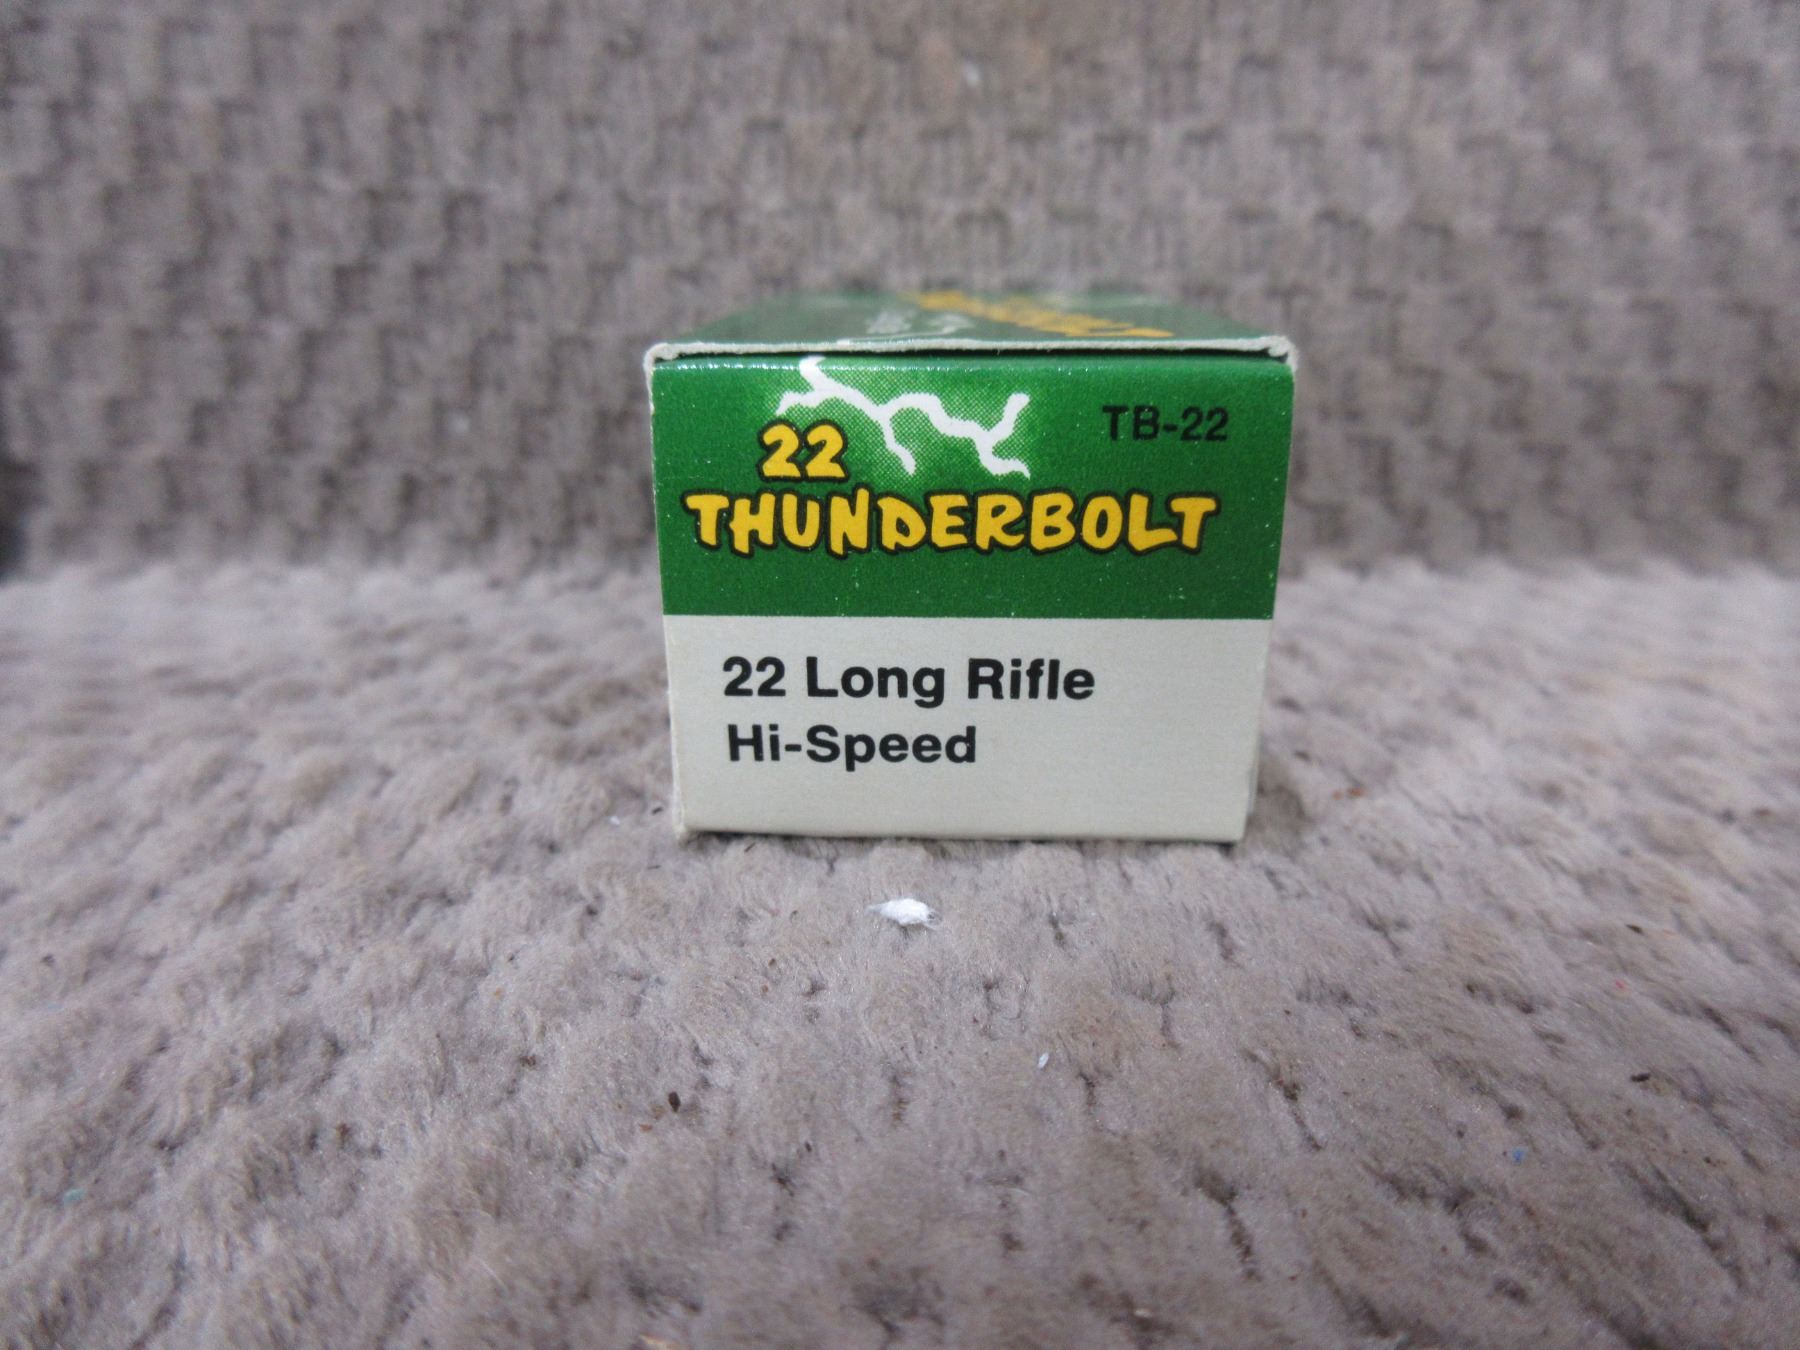 TB-22
22
THUNDERBOLT
22 Long Rifle
Hi-Speed